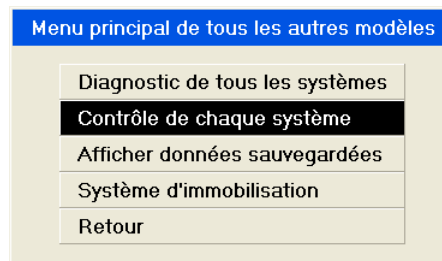 Menu principal de tous les autres modèles
Diagnostic de tous les systèmes
Contrôle de chaque système
Afficher données sauvegardées
Système d'immobilisation
Retour